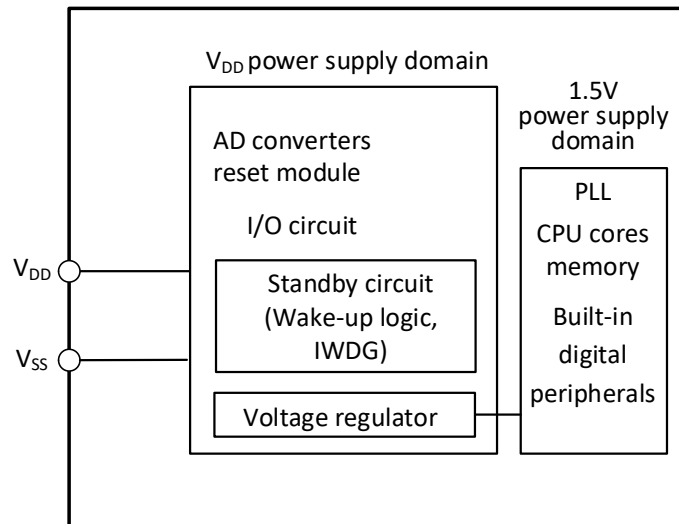 V_DD power supply domain
AD converters
reset module
I/O circuit
Standby circuit
(Wake-up logic,
IWDG)
Voltage regulator
V_DD
V_SS
1.5V
power supply
domain
PLL
CPU cores
memory
Built-in
digital
peripherals